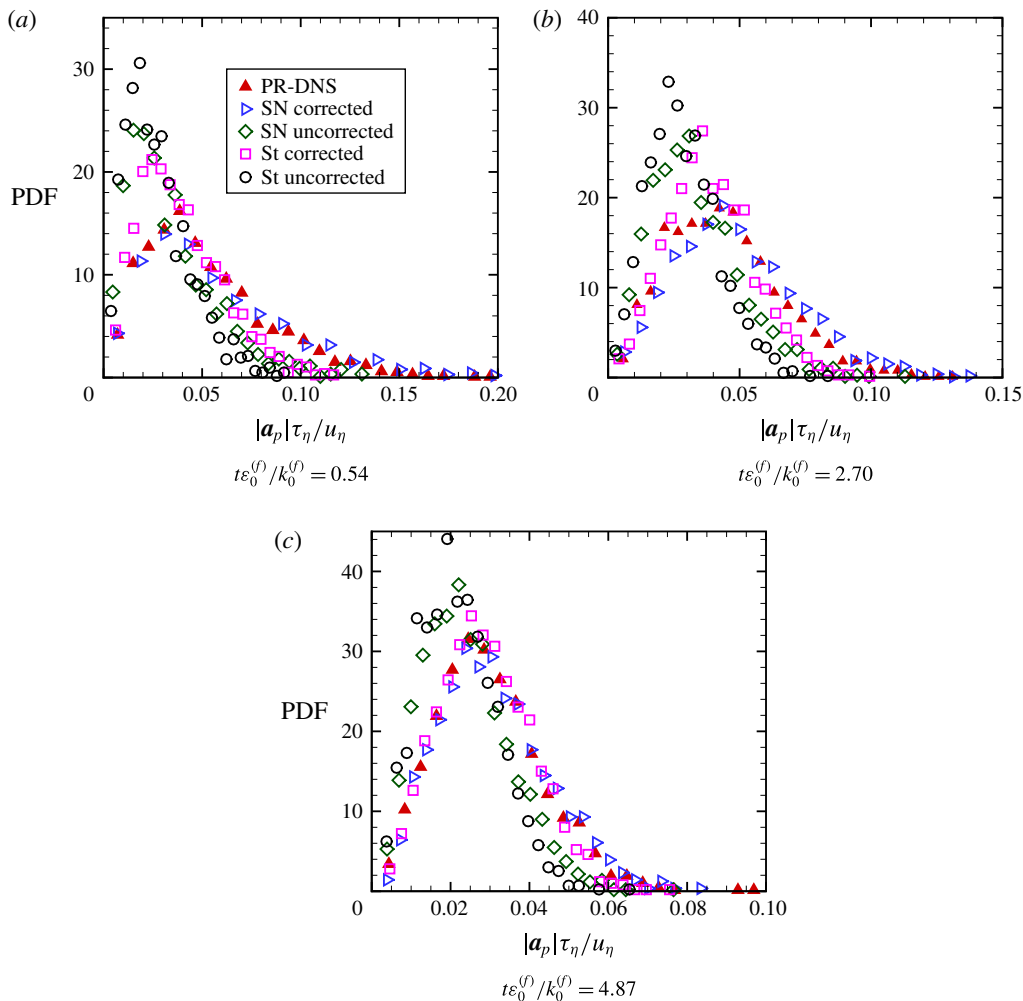 (a)
40
30
20
10
PDF
0
0.05
0.10
0.15
0.20
PR-DNS
SN corrected
SN uncorrected
St corrected
St uncorrected
|a_p|τ_η/u_η
tε_0^{(f)}/k_0^{(f)} = 0.54
(b)
40
30
20
10
0
0.05
0.10
0.15
|a_p|τ_η/u_η
tε_0^{(f)}/k_0^{(f)} = 2.70
(c)
40
30
20
10
PDF
0
0.02
0.04
0.06
0.08
0.10
|a_p|τ_η/u_η
tε_0^{(f)}/k_0^{(f)} = 4.87